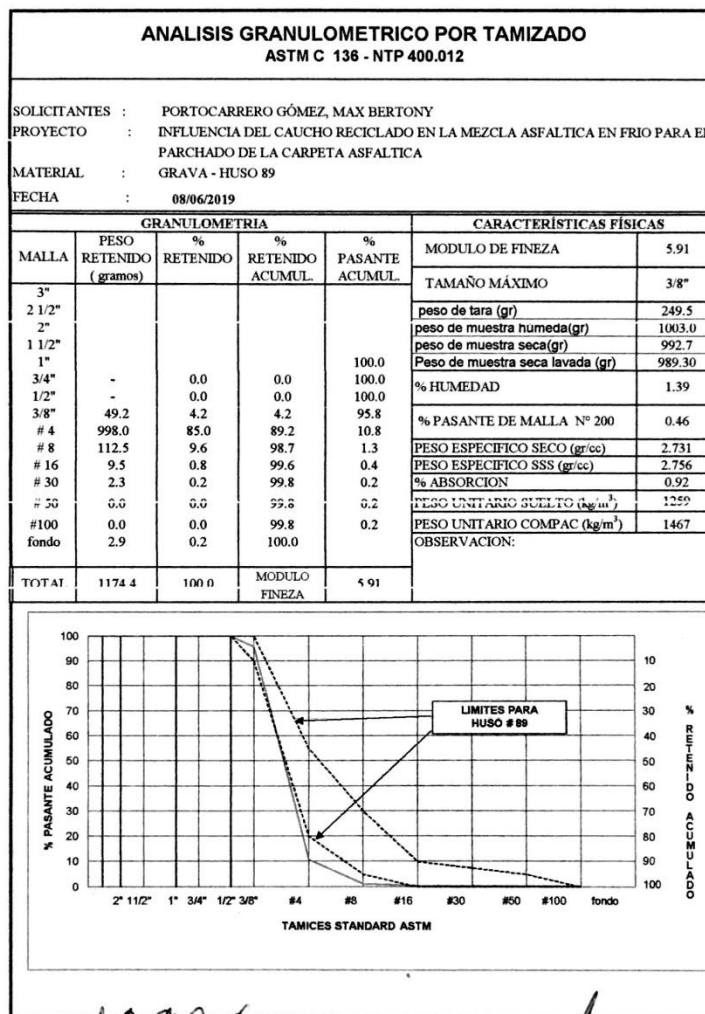 ANALISIS GRANULOMETRICO POR TAMIZADO
ASTM C 136 - NTP 400.012
SOLICITANTES : PORTOCARRERO GÓMEZ, MAX BERTONY
PROYECTO : INFLUENCIA DEL CAUCHO RECICLADO EN LA MEZCLA ASFALTICA EN FRIO PARA EL
PARCHADO DE LA CARPETA ASFALTICA
MATERIAL : GRAVA - HUSO 89
FECHA : 08/06/2019
GRANULOMETRIA
MALLA PESO RETENIDO ( gramos) % RETENIDO % RETENIDO ACUMUL. % PASANTE ACUMUL.
3"
2 1/2"
2"
1 1/2"
1" 100.0
3/4" - 0.0 0.0 100.0
1/2" - 0.0 0.0 100.0
3/8" 49.2 4.2 4.2 95.8
# 4 998.0 85.0 89.2 10.8
# 8 112.5 9.6 98.7 1.3
# 16 9.5 0.8 99.6 0.4
# 30 2.3 0.2 99.8 0.2
# 50 0.0 0.0 99.8 0.2
#100 0.0 0.0 99.8 0.2
fondo 2.9 0.2 100.0
TOTAL 1174.4 100.0 MODULO FINEZA 5.91
CARACTERÍSTICAS FÍSICAS
MODULO DE FINEZA 5.91
TAMAÑO MÁXIMO 3/8"
peso de tara (gr) 249.5
peso de muestra humeda(gr) 1003.0
peso de muestra seca(gr) 992.7
Peso de muestra seca lavada (gr) 989.30
% HUMEDAD 1.39
% PASANTE DE MALLA N° 200 0.46
PESO ESPECIFICO SECO (gr/cc) 2.731
PESO ESPECIFICO SSS (gr/cc) 2.756
% ABSORCION 0.92
PESO UNITARIO SUELTO (kg/m³) 1259
PESO UNITARIO COMPAC (kg/m³) 1467
OBSERVACION:
% PASANTE ACUMULADO
100
90
80
70
60
50
40
30
20
10
0
LIMITES PARA
HUSO # 89
10
20
30
40
50
60
70
80
90
100
% RETENIDO ACUMULADO
2" 11/2" 1" 3/4" 1/2" 3/8" #4 #8 #16 #30 #50 #100 fondo
TAMICES STANDARD ASTM